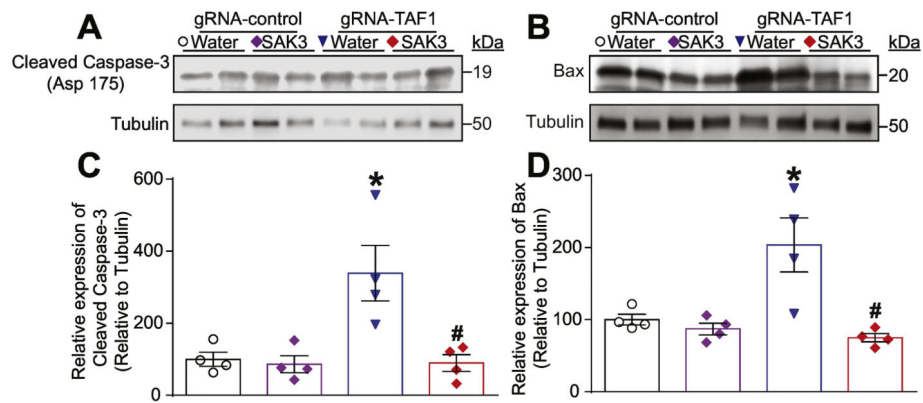 A
gRNA-control gRNA-TAF1
Water SAK3 Water SAK3 kDa
Cleaved Caspase-3
(Asp 175)
19
Tubulin
50
B
gRNA-control gRNA-TAF1
Water SAK3 Water SAK3 kDa
Bax
20
Tubulin
50
C
Relative expression of
Cleaved Caspase-3
(Relative to Tubulin)
600
400
200
0
*
#
D
Relative expression of Bax
(Relative to Tubulin)
300
200
100
0
*
#